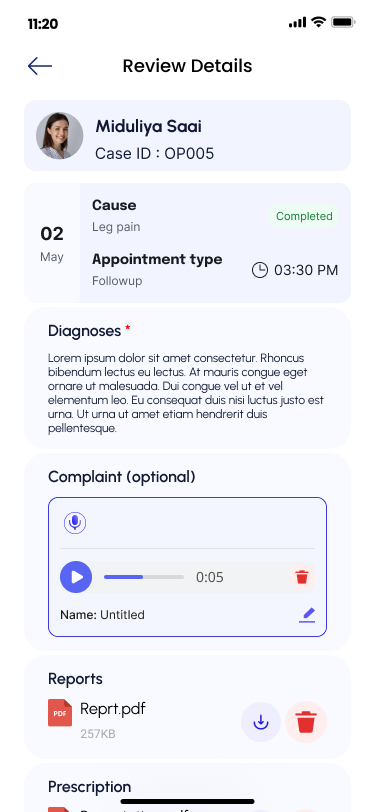 11:20
Review Details
Miduliya Saai
Case ID : OP005
02
May
Cause
Leg pain
Completed
Appointment type
Followup
03:30 PM
Diagnoses *
Lorem ipsum dolor sit amet consectetur. Rhoncus
bibendum lectus eu lectus. At mauris congue eget
ornare ut malesuada. Dui congue vel ut et vel
elementum leo. Eu consequat duis nisi luctus justo est
urna. Ut urna ut amet etiam hendrerit duis
pellentesque.
Complaint (optional)
0:05
Name: Untitled
Reports
PDF
Reprt.pdf
257KB
Prescription